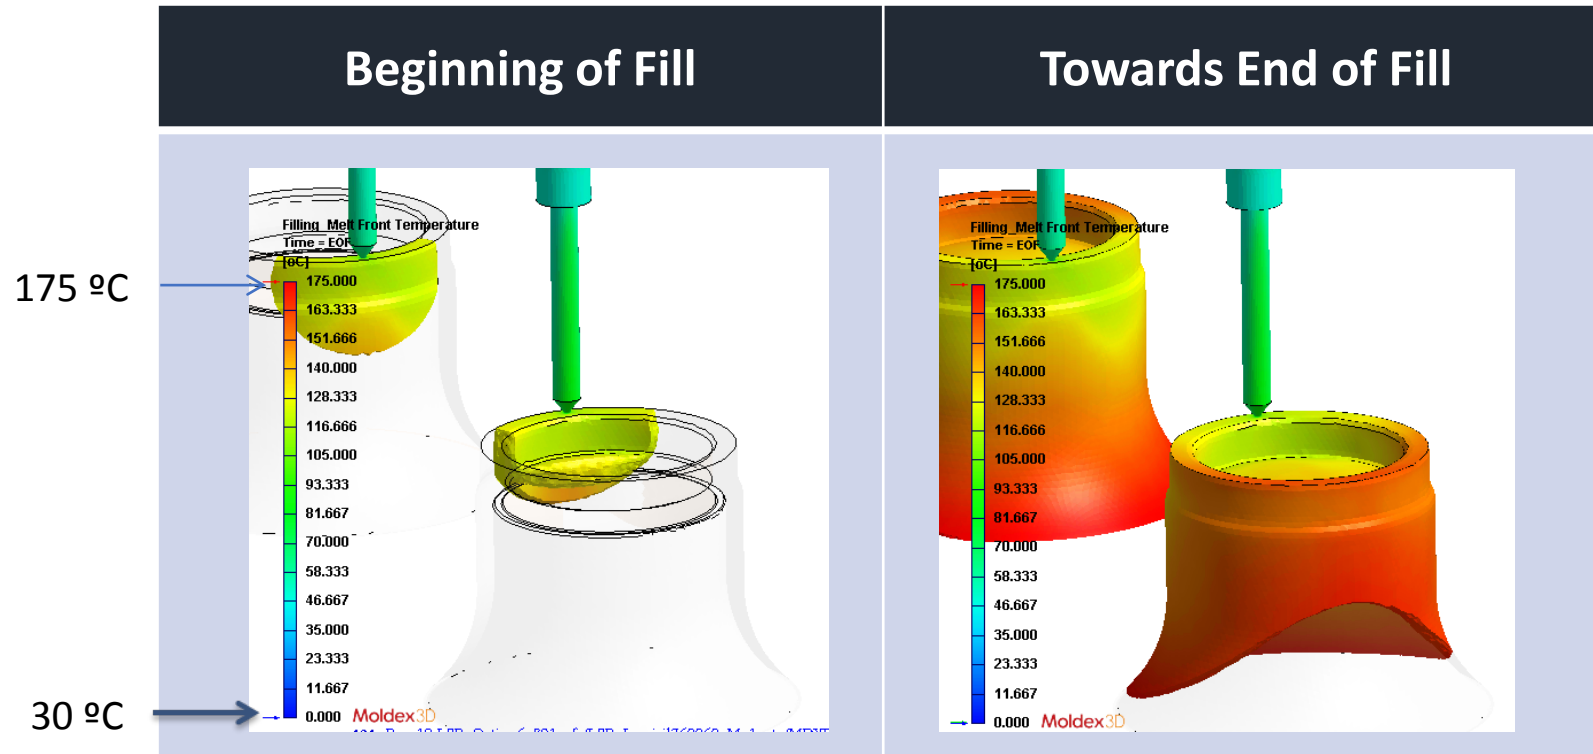 Beginning of Fill
Towards End of Fill
175 ºC
30 ºC
Filling_Melt Front Temperature
Time = EOF
[oC]
175.000
163.333
151.666
140.000
128.333
116.666
105.000
93.333
81.667
70.000
58.333
46.667
35.000
23.333
11.667
0.000
Moldex3D
Filling_Melt Front Temperature
Time = EOF
[oC]
175.000
163.333
151.666
140.000
128.333
116.666
105.000
93.333
81.667
70.000
58.333
46.667
35.000
23.333
11.667
0.000
Moldex3D